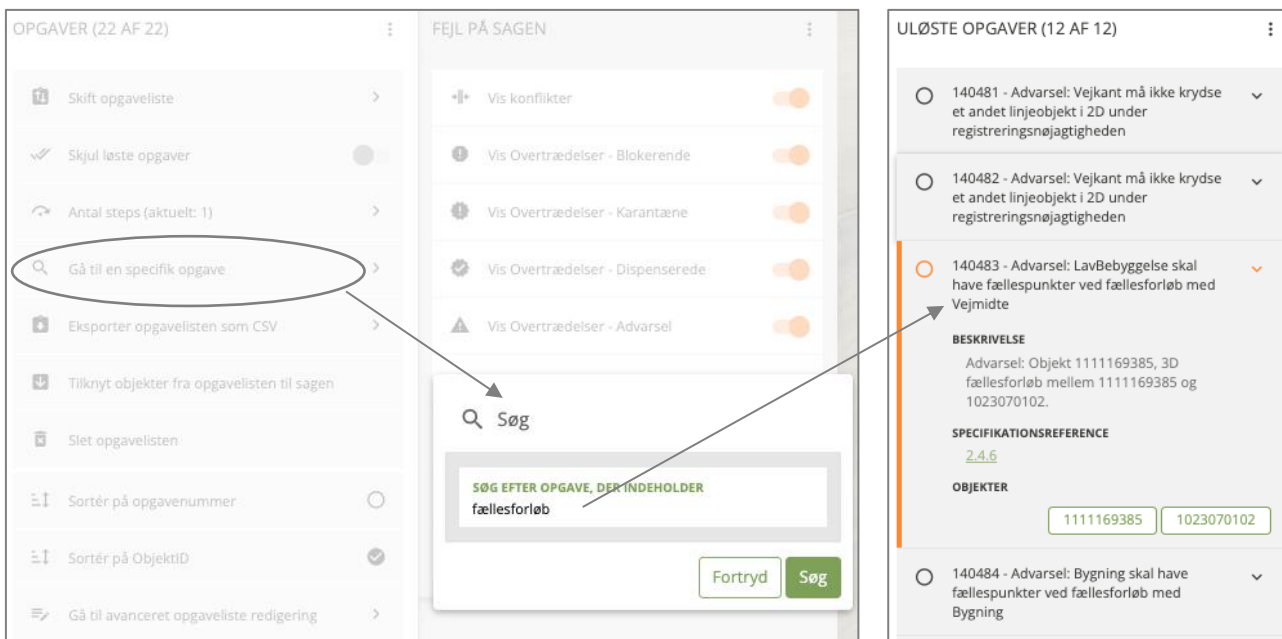 OPGAVER (22 AF 22)
Skift opgaveliste
Skjul løste opgaver
Antal steps (aktuelt: 1)
Gå til en specifik opgave
Eksporter opgavelisten som CSV
Tilknyt objekter fra opgavelisten til sagen
Slet opgavelisten
Sortér på opgavenummer
Sortér på ObjektID
Gå til avanceret opgaveliste redigering
FEJL PÅ SAGEN
Vis konflikter
Vis Overtrædelser - Blokerende
Vis Overtrædelser - Karantæne
Vis Overtrædelser - Dispenserede
Vis Overtrædelser - Advarsel
Søg
SØG EFTER OPGAVE, DER INDEHOLDER
fællesforløb
Fortryd
Søg
ULØSTE OPGAVER (12 AF 12)
140481 - Advarsel: Vejkant må ikke krydse
et andet linjeobjekt i 2D under
registreringsnøjagtigheden
140482 - Advarsel: Vejkant må ikke krydse
et andet linjeobjekt i 2D under
registreringsnøjagtigheden
140483 - Advarsel: LavBebyggelse skal
have fællespunkter ved fællesforløb med
Vejmidte
BESKRIVELSE
Advarsel: Objekt 1111169385, 3D
fællesforløb mellem 1111169385 og
1023070102.
SPECIFIKATIONSREFERENCE
2.4.6
OBJEKTER
1111169385
1023070102
140484 - Advarsel: Bygning skal have
fællespunkter ved fællesforløb med
Bygning